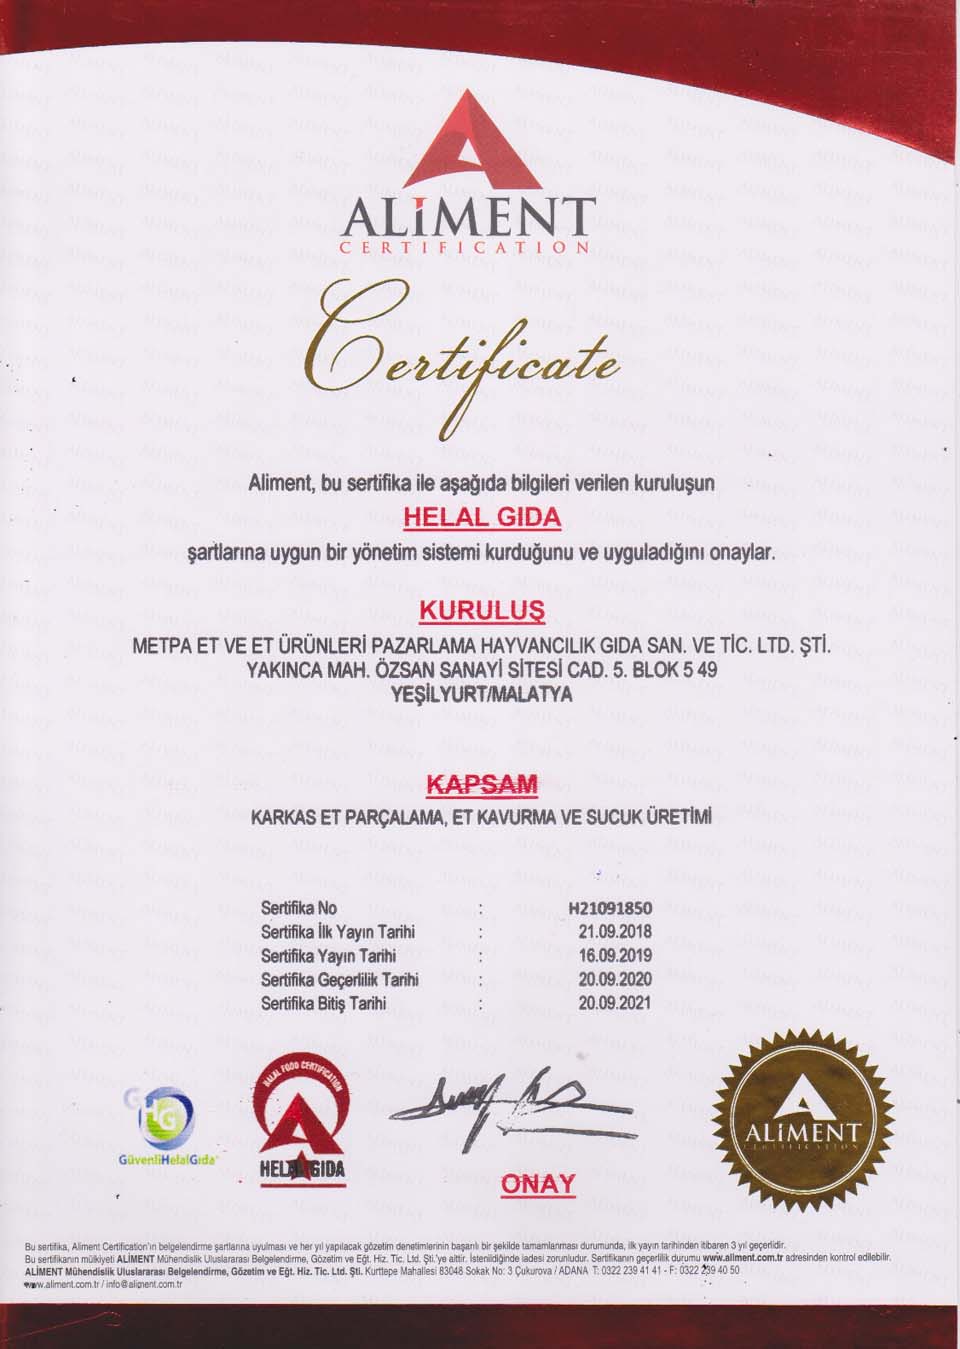 ALİMENT
CERTIFICATION
Certificate
Aliment, bu sertifika ile aşağıda bilgileri verilen kuruluşun
HELAL GIDA
şartlarına uygun bir yönetim sistemi kurduğunu ve uyguladığını onaylar.
KURULUŞ
METPA ET VE ET ÜRÜNLERİ PAZARLAMA HAYVANCILIK GIDA SAN. VE TİC. LTD. ŞTİ.
YAKINCA MAH. ÖZSAN SANAYİ SİTESİ CAD. 5. BLOK 5 49
YEŞİLYURT/MALATYA
KAPSAM
KARKAS ET PARÇALAMA, ET KAVURMA VE SUCUK ÜRETİMİ
Sertifika No : H21091850
Sertifika İlk Yayın Tarihi : 21.09.2018
Sertifika Yayın Tarihi : 16.09.2019
Sertifika Geçerlilik Tarihi : 20.09.2020
Sertifika Bitiş Tarihi : 20.09.2021
GHG
GüvenliHelalGıda
HALAL FOOD CERTIFICATION
HELAL GIDA
ONAY
ALİMENT
CERTIFICATION
Bu sertifika, Aliment Certification'ın belgelendirme şartlarına uyulması ve her yıl yapılacak gözetim denetimlerinin başarılı bir şekilde tamamlanması durumunda, ilk yayın tarihinden itibaren 3 yıl geçerlidir.
Bu sertifikanın mülkiyeti ALİMENT Mühendislik Uluslararası Belgelendirme, Gözetim ve Eğt. Hiz. Tic. Ltd. Şti.'ye aittir. İstenildiğinde iadesi zorunludur. Sertifikanın geçerlilik durumu www.aliment.com.tr adresinden kontrol edilebilir.
ALİMENT Mühendislik Uluslararası Belgelendirme, Gözetim ve Eğt. Hiz. Tic. Ltd. Şti. Kurttepe Mahallesi 83048 Sokak No: 3 Çukurova / ADANA T: 0322 239 41 41 - F: 0322 239 40 50
www.aliment.com.tr / info@aliment.com.tr